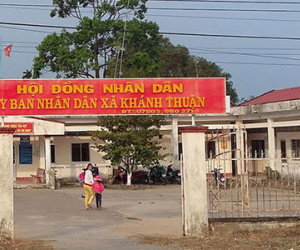 HỘI ĐỒNG NHÂN DÂN
Y BAN NHÂN DÂN XÃ KHÁNH THUẬN